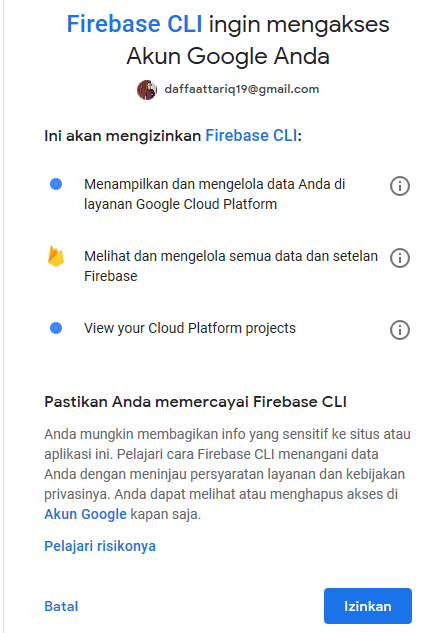 Firebase CLI ingin mengakses
Akun Google Anda
daffaattariq19@gmail.com
Ini akan mengizinkan Firebase CLI:
Menampilkan dan mengelola data Anda di
layanan Google Cloud Platform
Melihat dan mengelola semua data dan setelan
Firebase
View your Cloud Platform projects
Pastikan Anda memercayai Firebase CLI
Anda mungkin membagikan info yang sensitif ke situs atau
aplikasi ini. Pelajari cara Firebase CLI menangani data
Anda dengan meninjau persyaratan layanan dan kebijakan
privasinya. Anda dapat melihat atau menghapus akses di
Akun Google kapan saja.
Pelajari risikonya
Batal
Izinkan